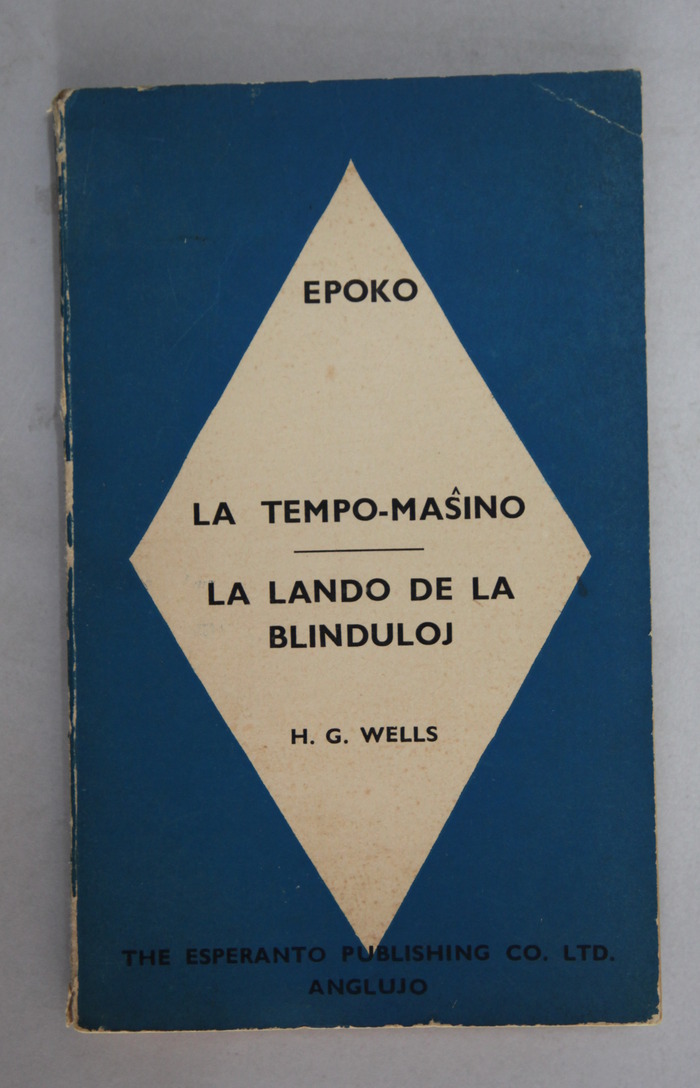 EPOKO
LA TEMPO-MAŜINO
LA LANDO DE LA
BLINDULOJ
H. G. WELLS
THE ESPERANTO PUBLISHING CO. LTD.
ANGLUJO